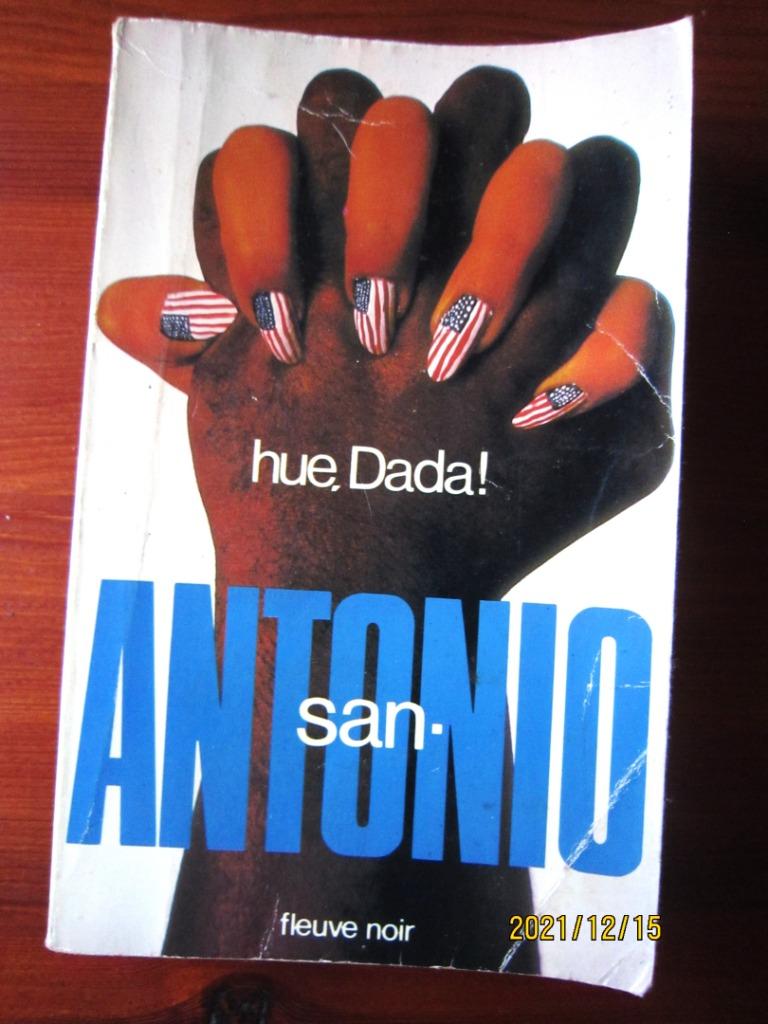 hue, Dada!
ANTONIO
san-
fleuve noir
2021/12/15